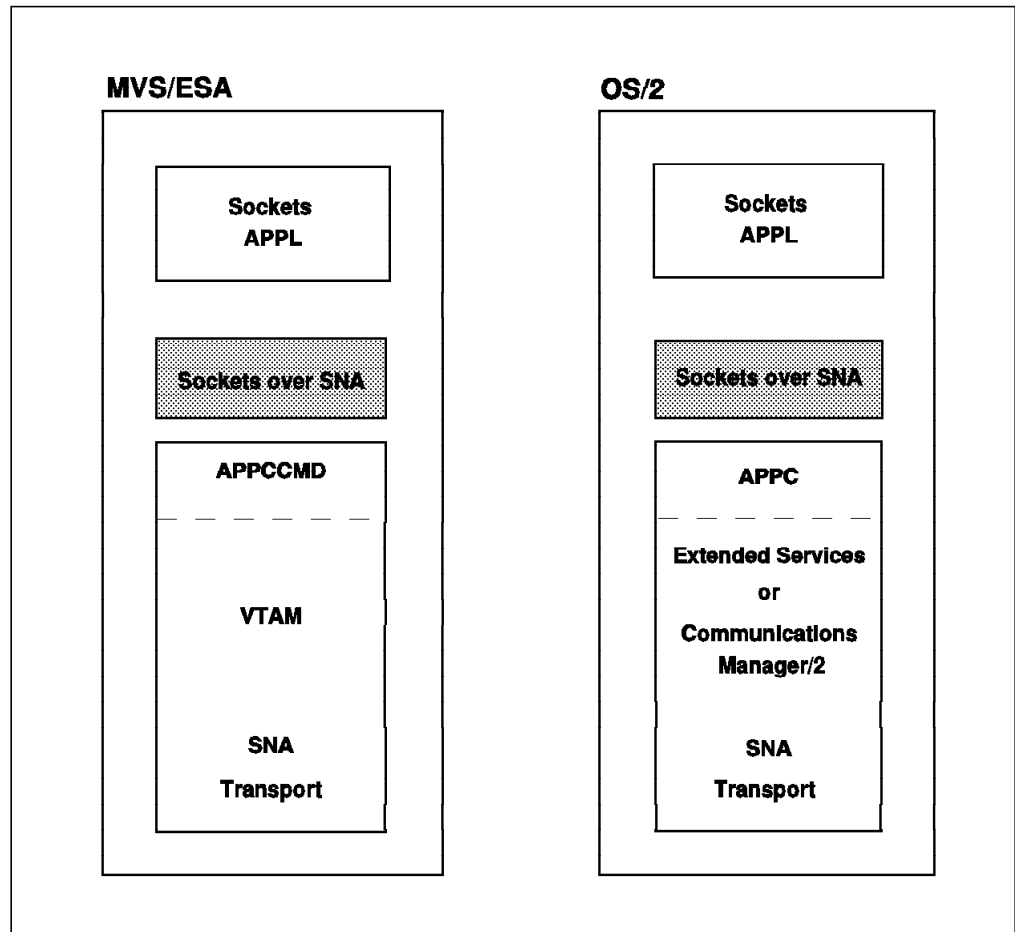 MVS/ESA
Sockets
APPL
Sockets over SNA
APPCCMD
VTAM
SNA
Transport
OS/2
Sockets
APPL
Sockets over SNA
APPC
Extended Services
or
Communications
Manager/2
SNA
Transport